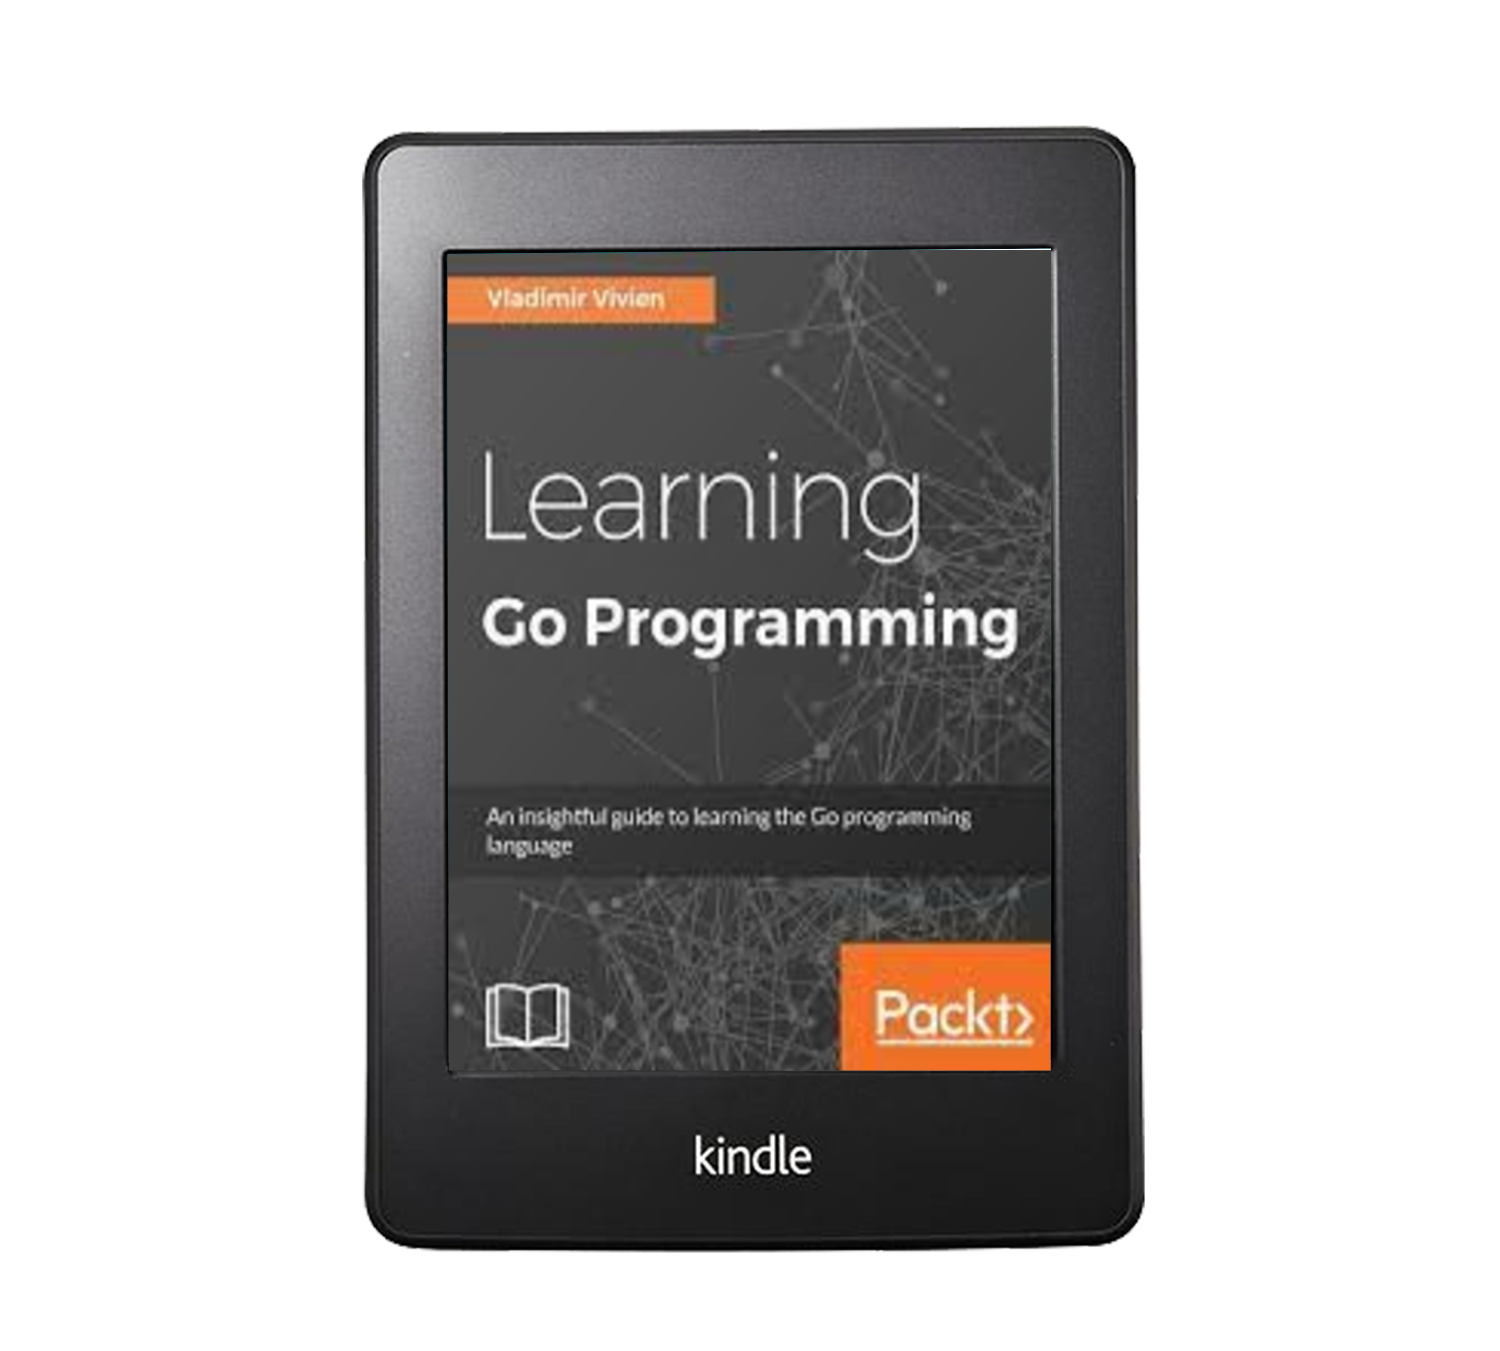 Vladimir Vivien
Learning
Go Programming
An insightful guide to learning the Go programming
language
Packt>
kindle